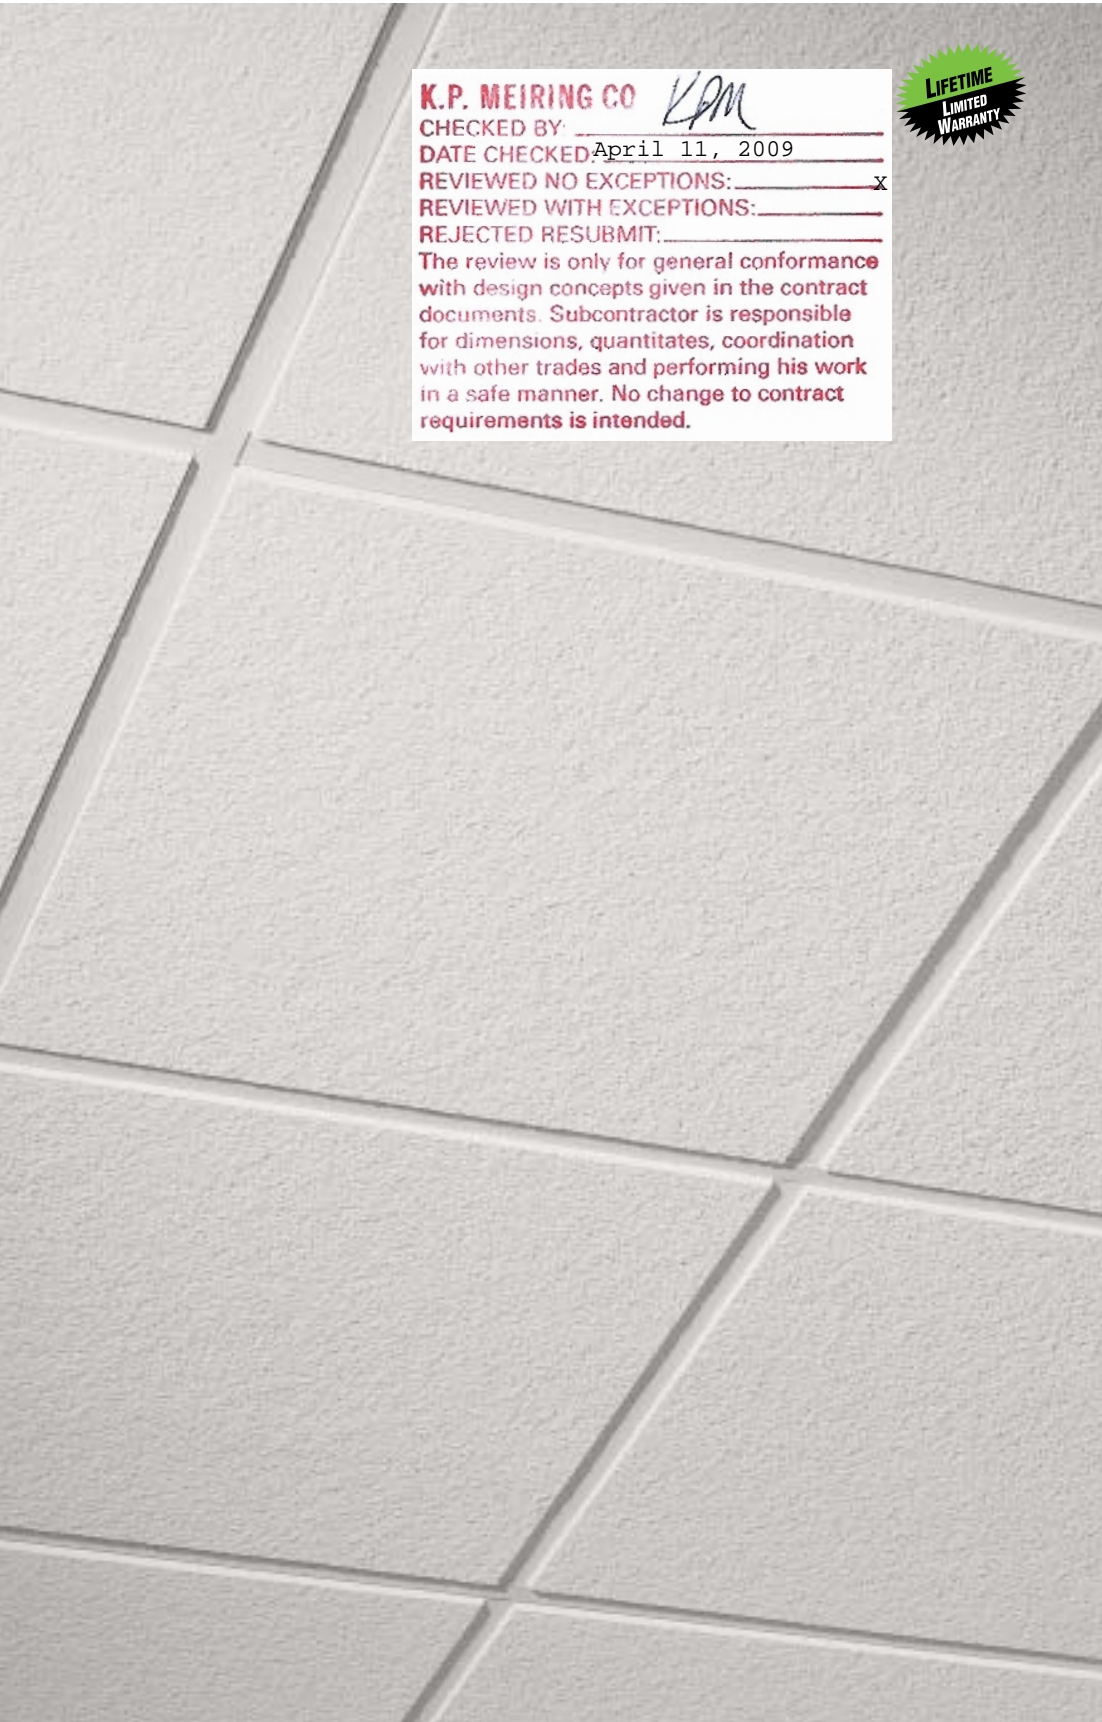 K.P. MEIRING CO
CHECKED BY: KPM
DATE CHECKED: April 11, 2009
REVIEWED NO EXCEPTIONS: X
REVIEWED WITH EXCEPTIONS:
REJECTED RESUBMIT:
The review is only for general conformance
with design concepts given in the contract
documents. Subcontractor is responsible
for dimensions, quantitates, coordination
with other trades and performing his work
in a safe manner. No change to contract
requirements is intended.
LIFETIME
LIMITED
WARRANTY